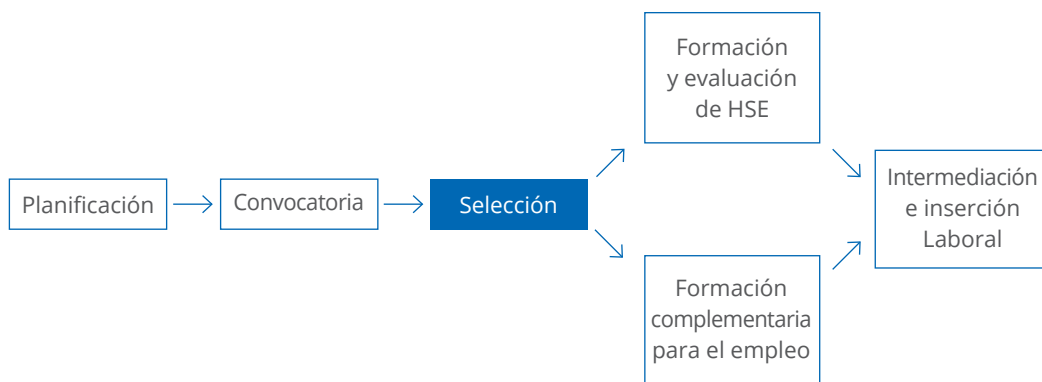 Planificación
Convocatoria
Selección
Formación
y evaluación
de HSE
Formación
complementaria
para el empleo
Intermediación
e inserción
Laboral